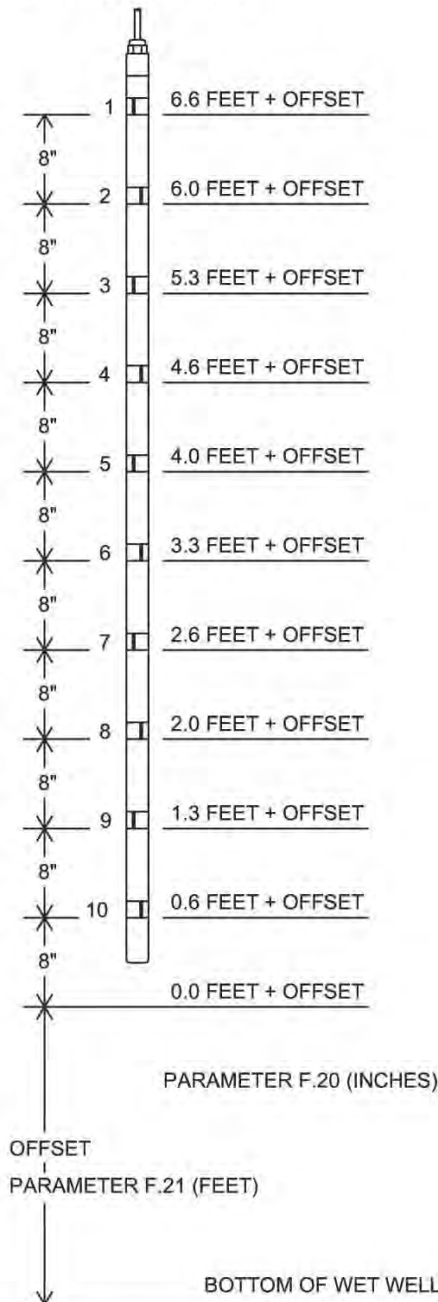 1 6.6 FEET + OFFSET
8"
2 6.0 FEET + OFFSET
8"
3 5.3 FEET + OFFSET
8"
4 4.6 FEET + OFFSET
8"
5 4.0 FEET + OFFSET
8"
6 3.3 FEET + OFFSET
8"
7 2.6 FEET + OFFSET
8"
8 2.0 FEET + OFFSET
8"
9 1.3 FEET + OFFSET
8"
10 0.6 FEET + OFFSET
8"
0.0 FEET + OFFSET
PARAMETER F.20 (INCHES)
OFFSET
PARAMETER F.21 (FEET)
BOTTOM OF WET WELL